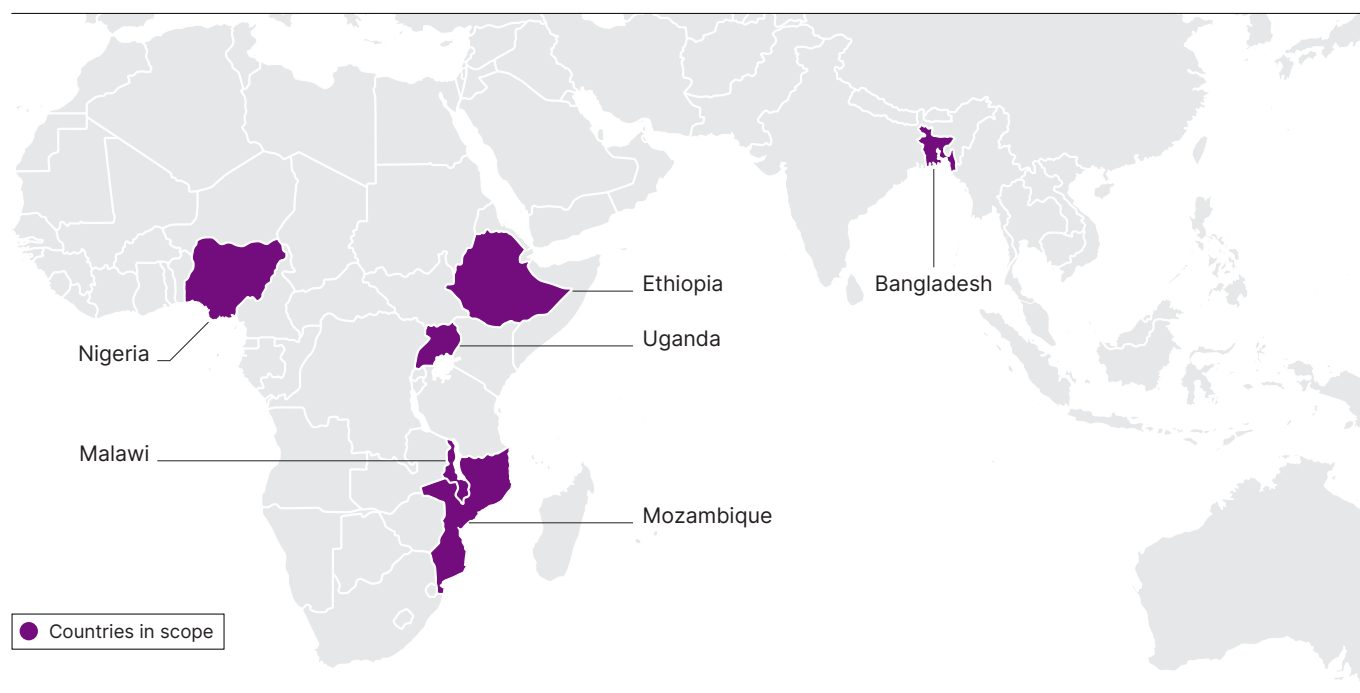 Ethiopia
Bangladesh
Uganda
Nigeria
Malawi
Mozambique
Countries in scope